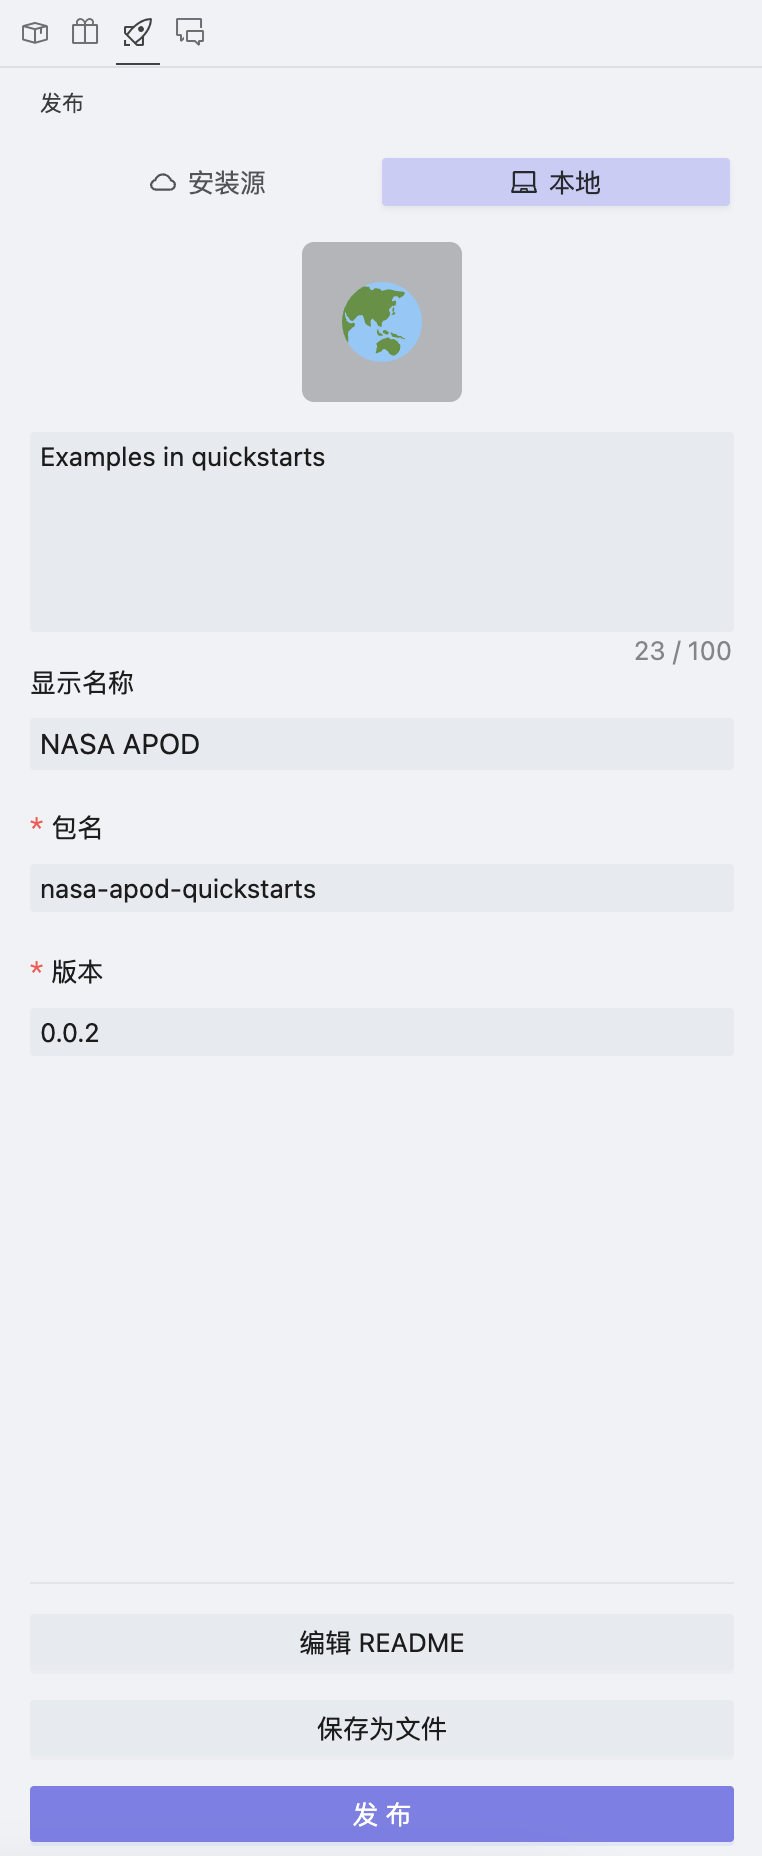 发布
安装源
本地
Examples in quickstarts
23 / 100
显示名称
NASA APOD
* 包名
nasa-apod-quickstarts
* 版本
0.0.2
编辑 README
保存为文件
发 布